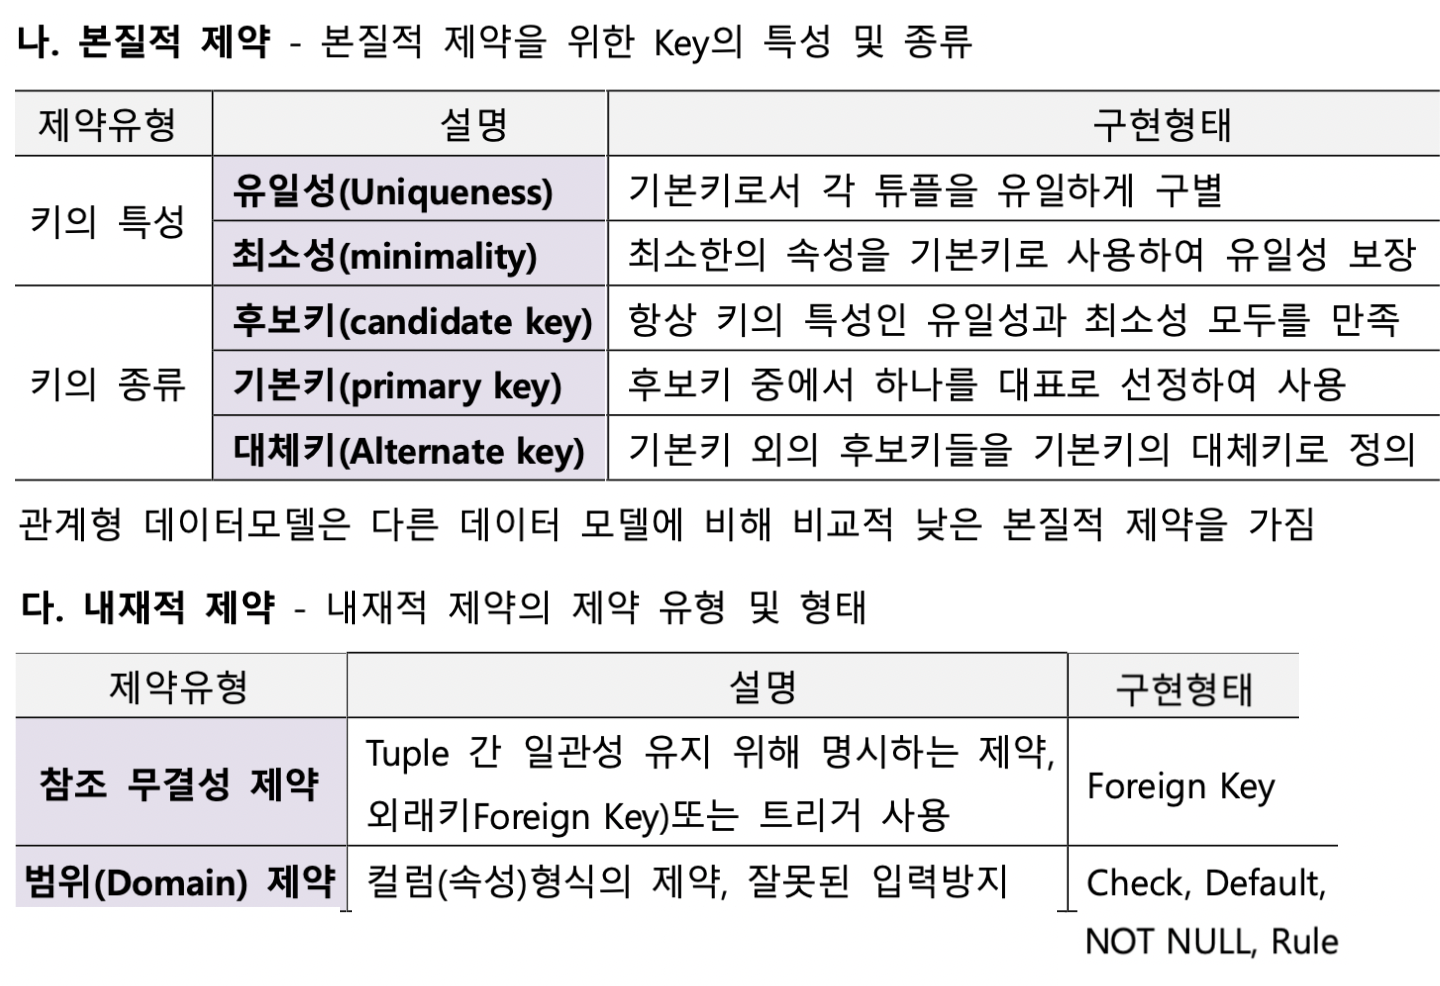 나. 본질적 제약 - 본질적 제약을 위한 Key의 특성 및 종류
제약유형 설명 구현형태
키의 특성
유일성(Uniqueness) 기본키로서 각 튜플을 유일하게 구별
최소성(minimality) 최소한의 속성을 기본키로 사용하여 유일성 보장
키의 종류
후보키(candidate key) 항상 키의 특성인 유일성과 최소성 모두를 만족
기본키(primary key) 후보키 중에서 하나를 대표로 선정하여 사용
대체키(Alternate key) 기본키 외의 후보키들을 기본키의 대체키로 정의
관계형 데이터모델은 다른 데이터 모델에 비해 비교적 낮은 본질적 제약을 가짐
다. 내재적 제약 - 내재적 제약의 제약 유형 및 형태
제약유형 설명 구현형태
참조 무결성 제약
Tuple 간 일관성 유지 위해 명시하는 제약,
외래키Foreign Key)또는 트리거 사용
Foreign Key
범위(Domain) 제약 컬럼(속성)형식의 제약, 잘못된 입력방지
Check, Default,
NOT NULL, Rule